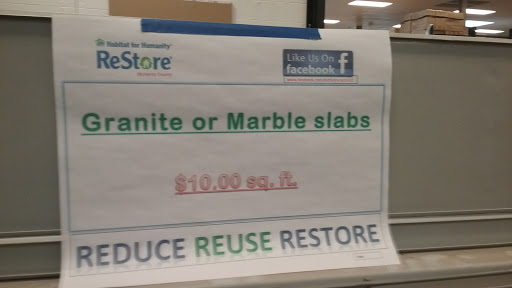 Habitat for Humanity
ReStore
Like Us On
facebook f
Granite or Marble slabs
$10.00 sq. ft.
REDUCE REUSE RESTORE